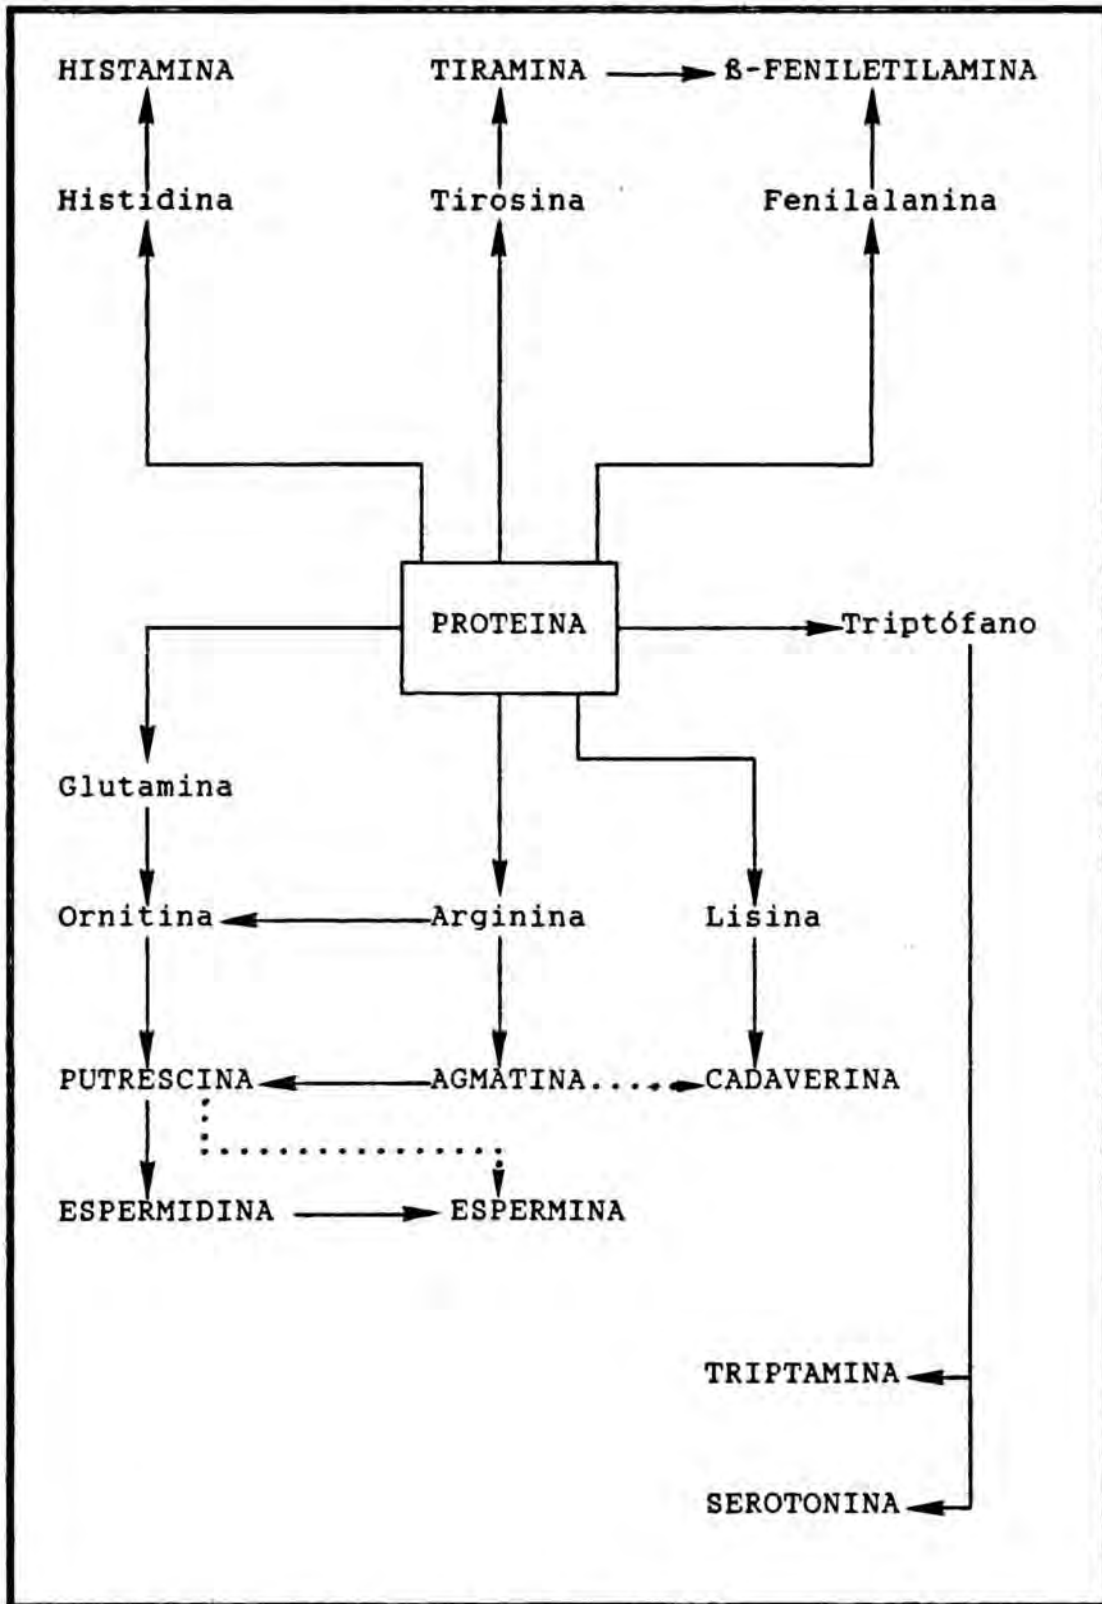 HISTAMINA TIRAMINA ß-FENILETILAMINA
Histidina Tirosina Fenilalanina
PROTEINA Triptófano
Glutamina
Ornitina Arginina Lisina
PUTRESCINA AGMATINA CADAVERINA
ESPERMIDINA ESPERMINA
TRIPTAMINA
SEROTONINA